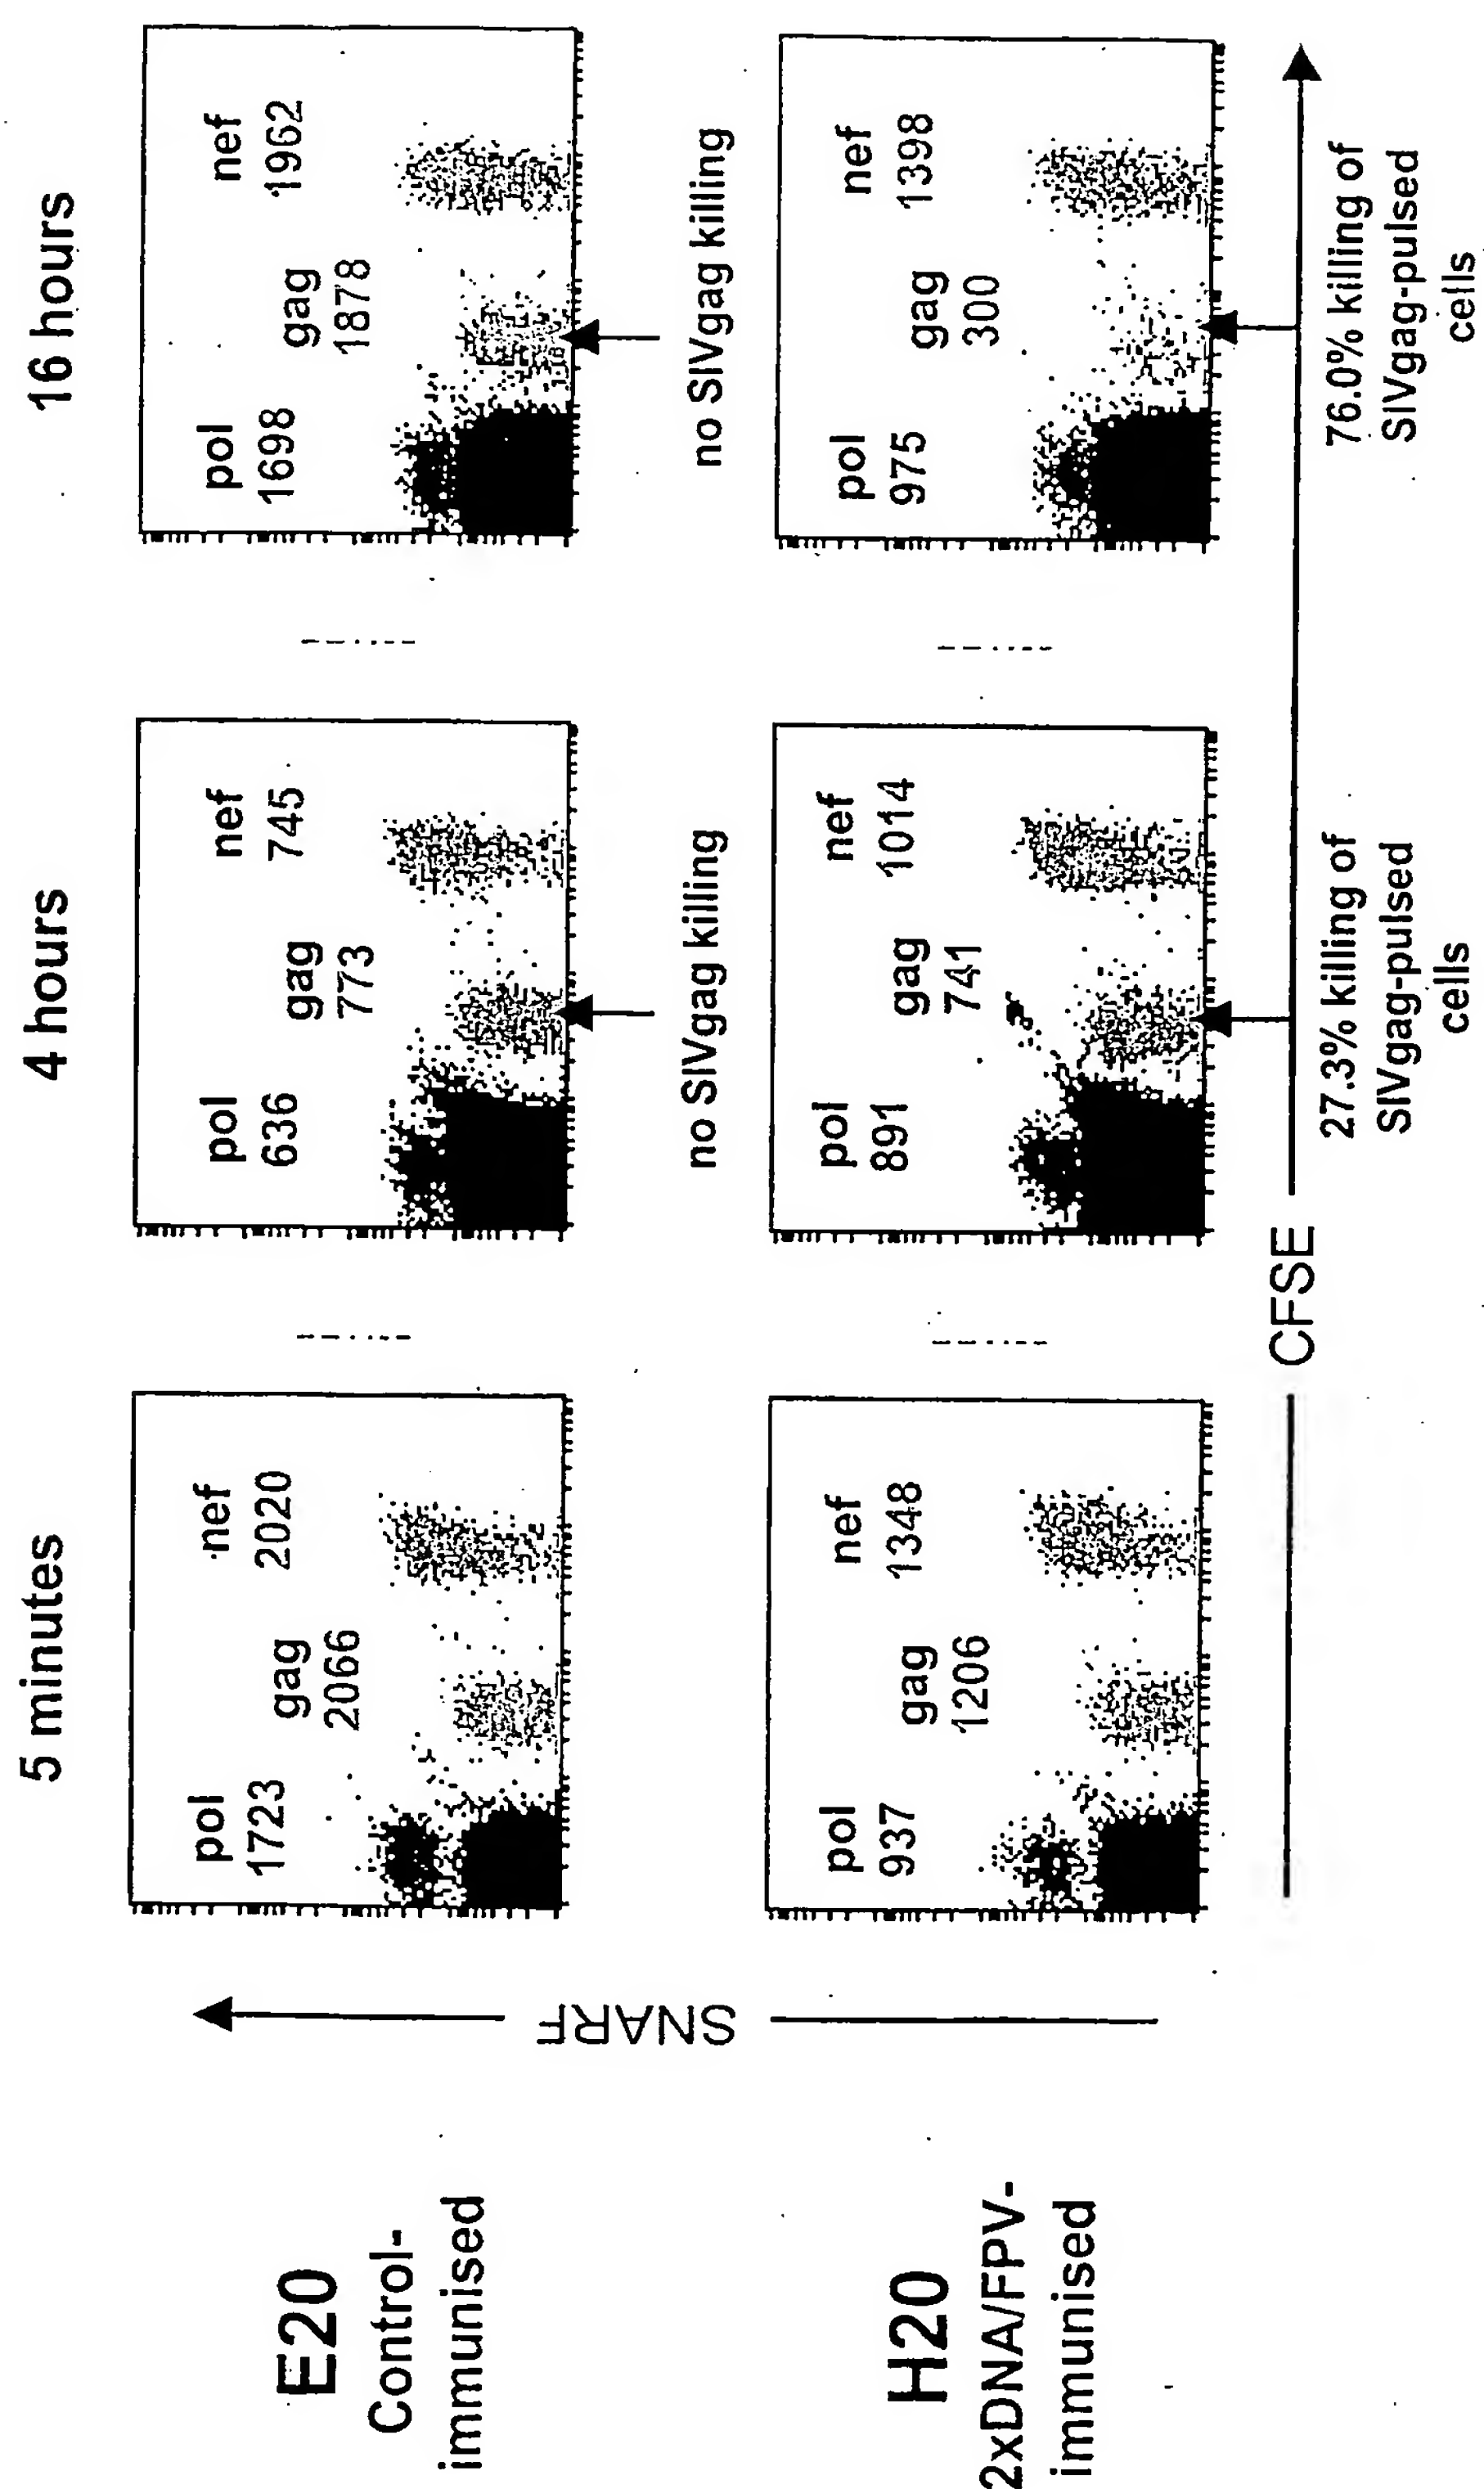 5 minutes
4 hours
16 hours
E20
Control-
immunised
pol
1723
gag
2066
nef
2020
pol
636
gag
773
nef
745
pol
1698
gag
1878
nef
1962
no SIVgag killing
no SIVgag killing
SNARF
H20
2xDNA/FPV-
immunised
pol
937
gag
1206
nef
1348
pol
891
gag
741
nef
1014
pol
975
gag
300
nef
1398
CFSE
27.3% killing of
SIVgag-pulsed
cells
76.0% killing of
SIVgag-pulsed
cells